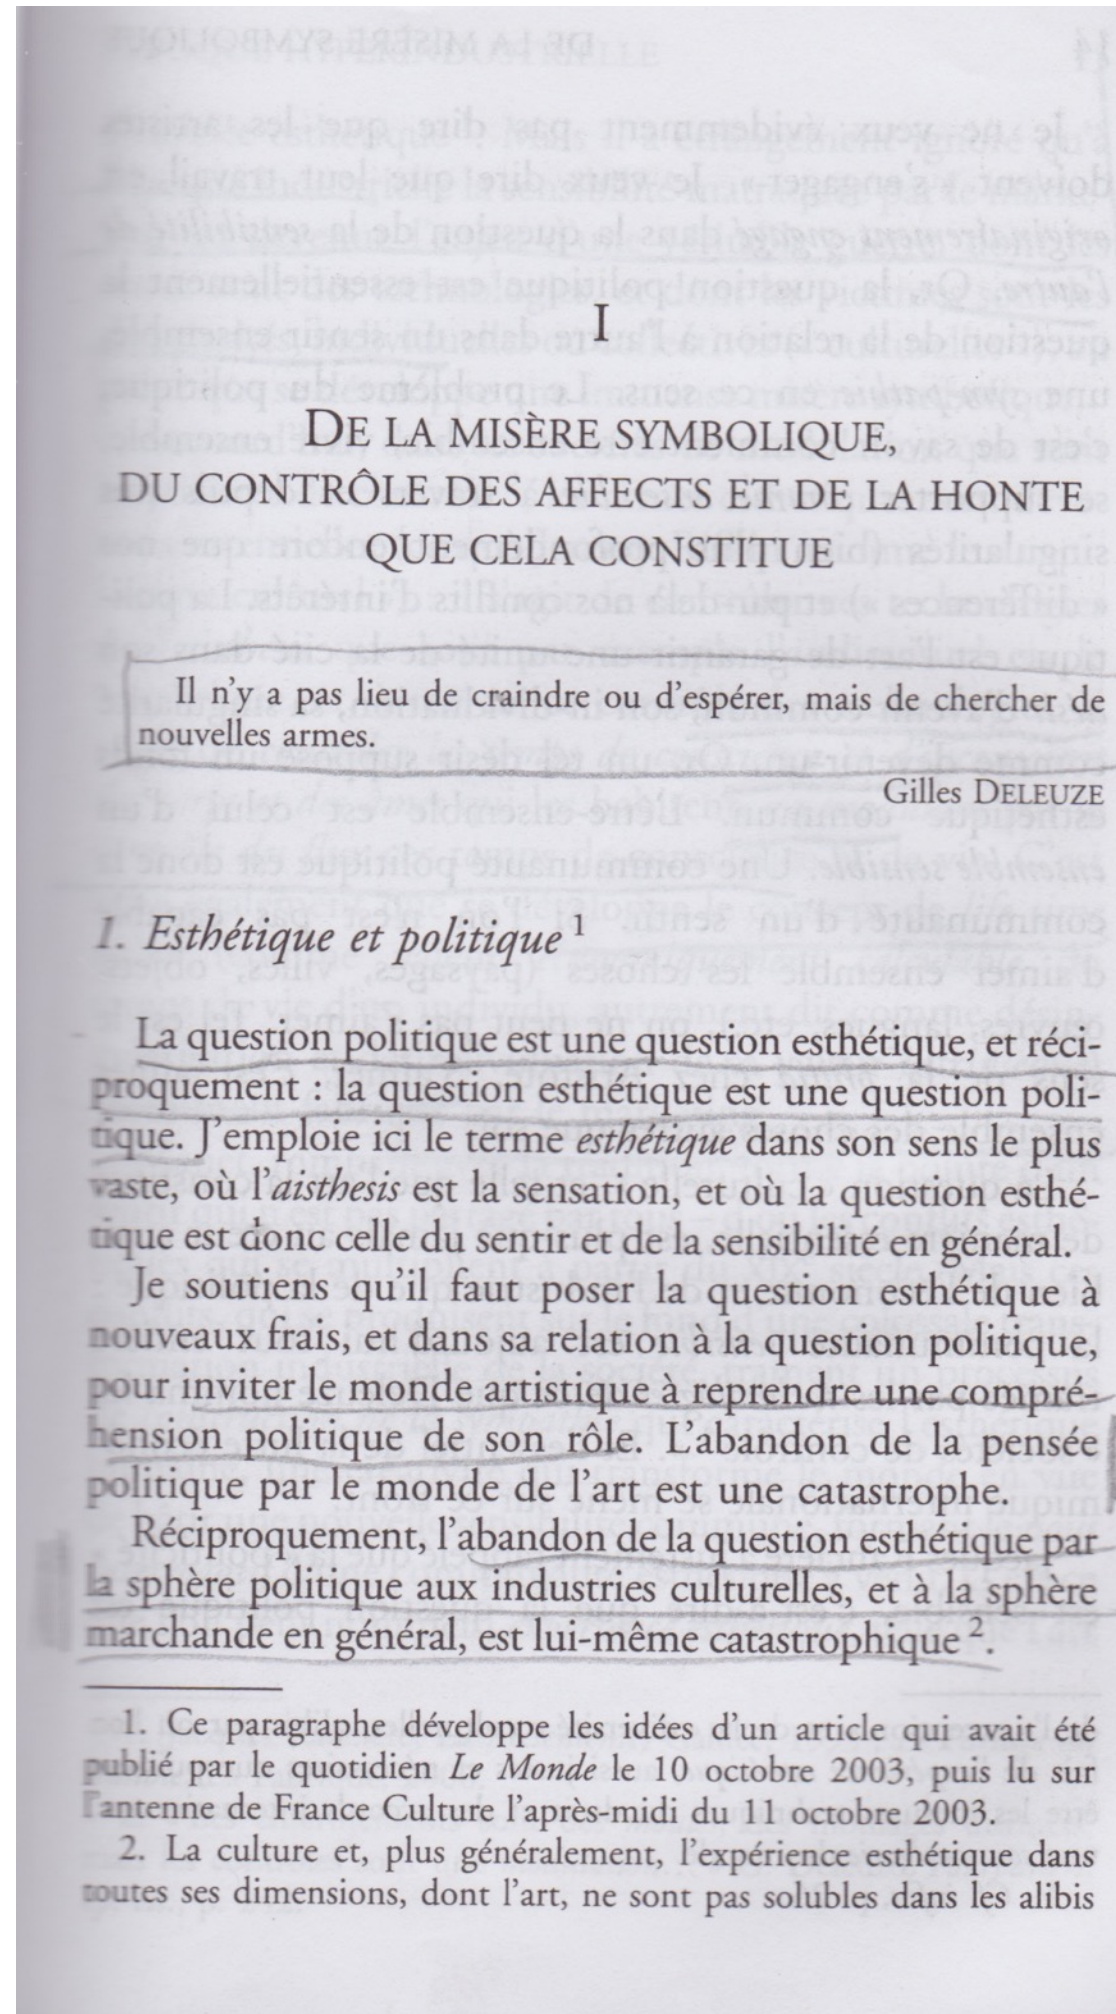 I
DE LA MISÈRE SYMBOLIQUE,
DU CONTRÔLE DES AFFECTS ET DE LA HONTE
QUE CELA CONSTITUE
Il n'y a pas lieu de craindre ou d'espérer, mais de chercher de
nouvelles armes.
Gilles DELEUZE
1. Esthétique et politique 1
La question politique est une question esthétique, et réci-
proquement : la question esthétique est une question poli-
tique. J'emploie ici le terme esthétique dans son sens le plus
vaste, où l'aisthesis est la sensation, et où la question esthé-
tique est donc celle du sentir et de la sensibilité en général.
Je soutiens qu'il faut poser la question esthétique à
nouveaux frais, et dans sa relation à la question politique,
pour inviter le monde artistique à reprendre une compré-
hension politique de son rôle. L'abandon de la pensée
politique par le monde de l'art est une catastrophe.
Réciproquement, l'abandon de la question esthétique par
la sphère politique aux industries culturelles, et à la sphère
marchande en général, est lui-même catastrophique 2.
1. Ce paragraphe développe les idées d'un article qui avait été
publié par le quotidien Le Monde le 10 octobre 2003, puis lu sur
l'antenne de France Culture l'après-midi du 11 octobre 2003.
2. La culture et, plus généralement, l'expérience esthétique dans
toutes ses dimensions, dont l'art, ne sont pas solubles dans les alibis